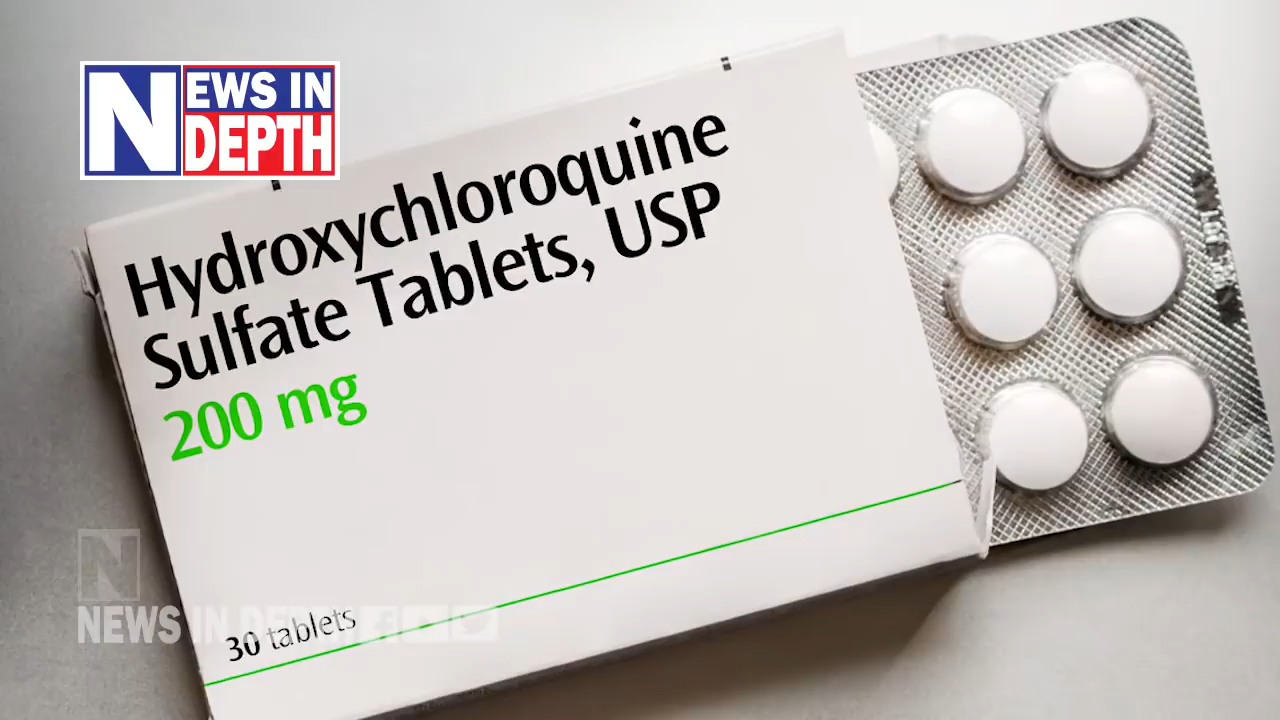 NEWS IN
DEPTH
Hydroxychloroquine
Sulfate Tablets, USP
200 mg
30 tablets
N
NEWS IN DEPTH